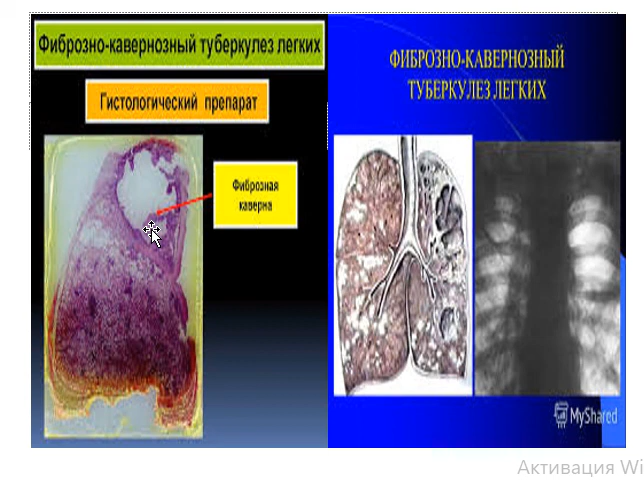 Фиброзно-кавернозный туберкулез легких
Гистологический препарат
Фиброзная
каверна
ФИБРОЗНО-КАВЕРНОЗНЫЙ
ТУБЕРКУЛЕЗ ЛЕГКИХ
MyShared
Активация Wi